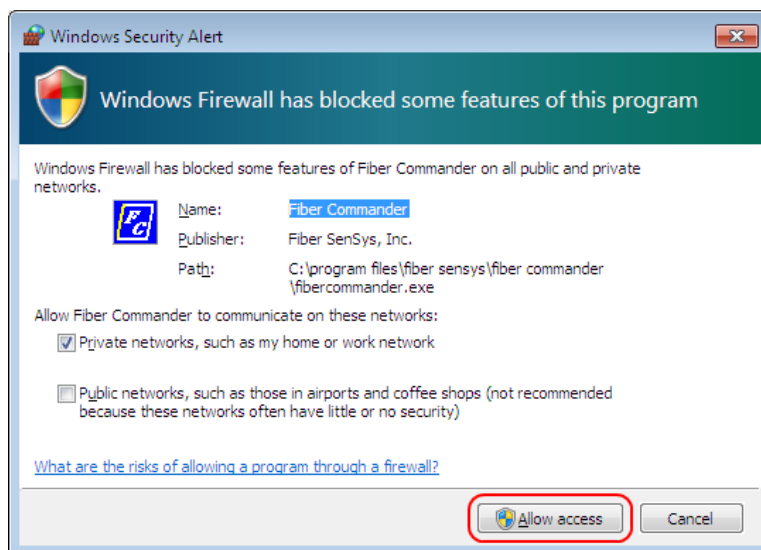 Windows Security Alert
Windows Firewall has blocked some features of this program
Windows Firewall has blocked some features of Fiber Commander on all public and private
networks.
FC
Name: Fiber Commander
Publisher: Fiber SenSys, Inc.
Path: C:\program files\fiber sensys\fiber commander
\fibercommander.exe
Allow Fiber Commander to communicate on these networks:
Private networks, such as my home or work network
Public networks, such as those in airports and coffee shops (not recommended
because these networks often have little or no security)
What are the risks of allowing a program through a firewall?
Allow access Cancel